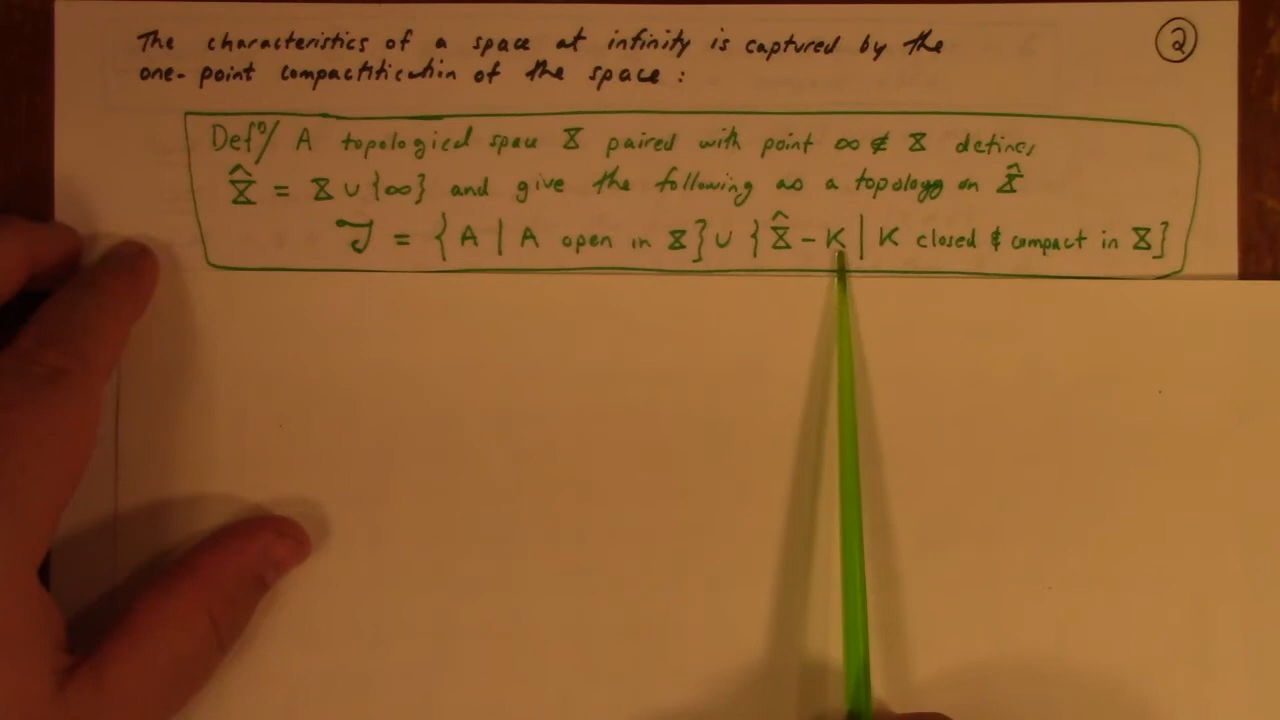 The characteristics of a space at infinity is captured by the
②
one-point compactification of the space:
Def⁰/ A topological space X paired with point ∞ ∉ X defines
X̂ = X ∪ {∞} and give the following as a topology on X̂
𝒯 = {A | A open in X} ∪ {X̂ - K | K closed & compact in X}